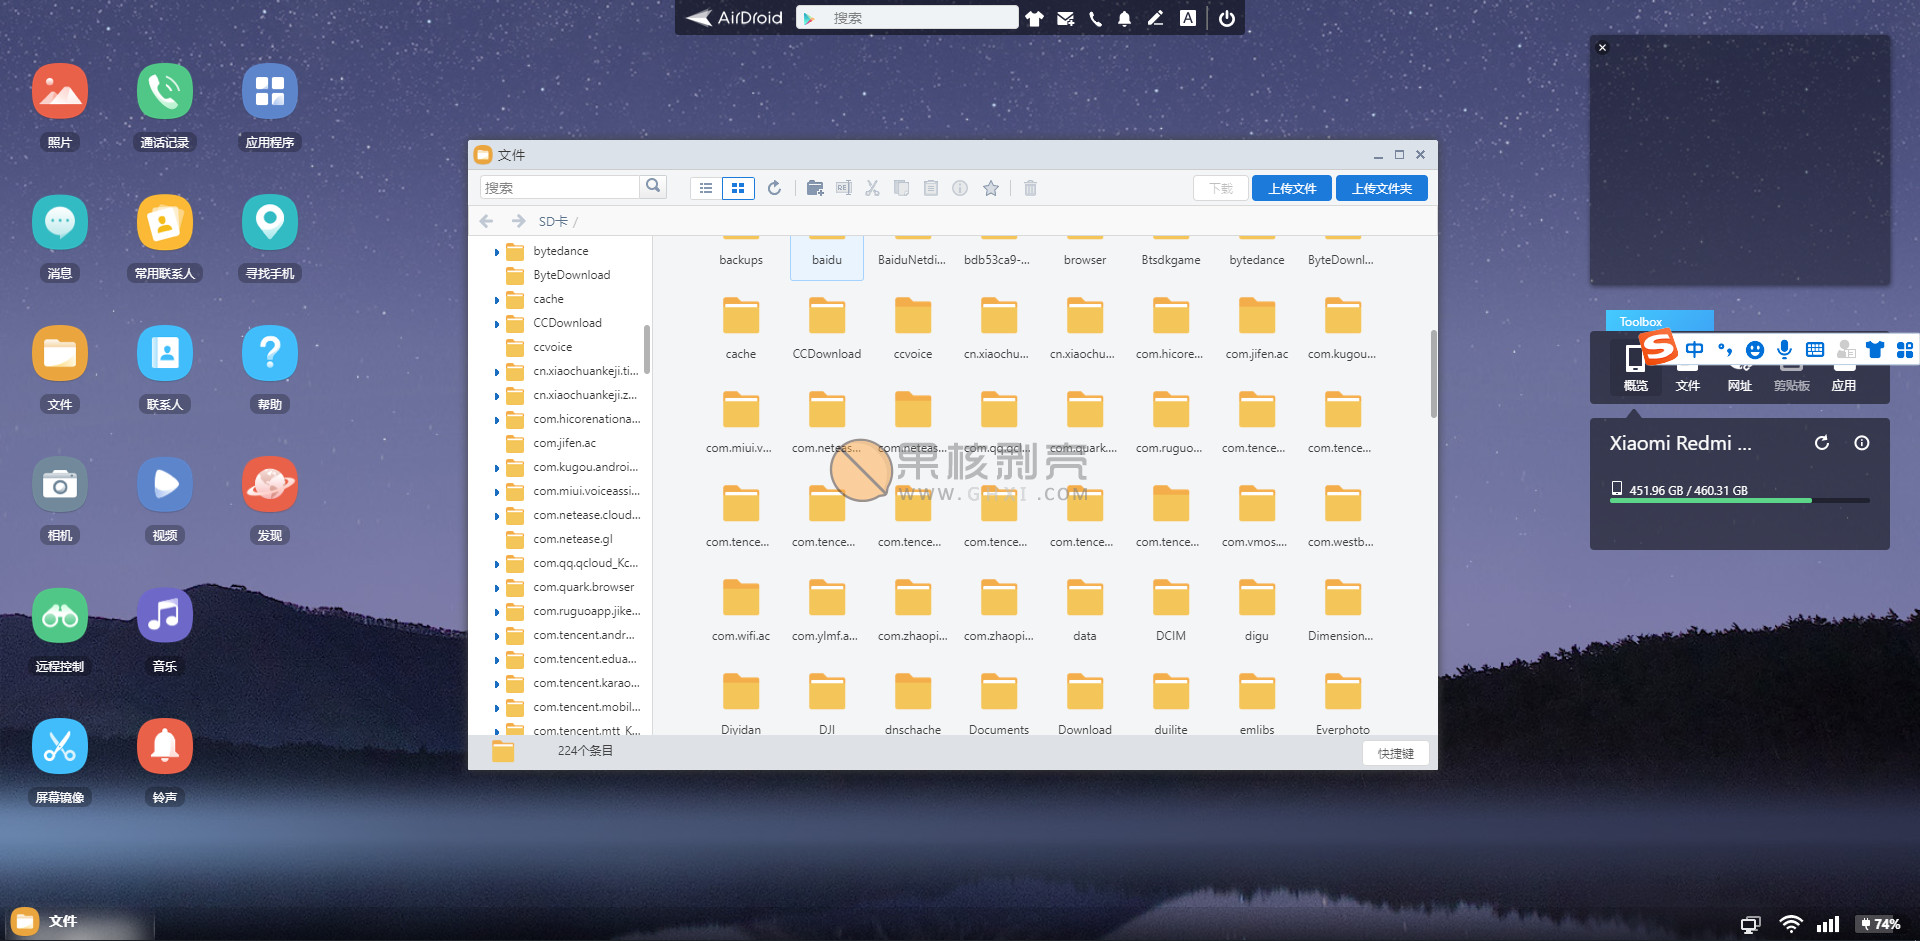 AirDroid
搜索
A
照片
通话记录
应用程序
消息
常用联系人
寻找手机
文件
联系人
帮助
相机
视频
发现
远程控制
音乐
屏幕镜像
铃声
文件
搜索
下载
上传文件
上传文件夹
SD卡 /
bytedance
ByteDownload
cache
CCDownload
ccvoice
cn.xiaochuankeji.ti...
cn.xiaochuankeji.z...
com.hicorenationa...
com.jifen.ac
com.kugou.androi...
com.miui.voiceassi...
com.netease.cloud...
com.netease.gl
com.qq.qcloud_Kc...
com.quark.browser
com.ruguoapp.jike...
com.tencent.andr...
com.tencent.edua...
com.tencent.karao...
com.tencent.mobil...
com.tencent.mtt_K...
backups baidu BaiduNetdi... bdb53ca9-... browser Btsdkgame bytedance ByteDownl...
cache CCDownload ccvoice cn.xiaochu... cn.xiaochu... com.hicore... com.jifen.ac com.kugou...
com.miui.v... com.neteas... com.neteas... com.qq.qcl... com.quark.... com.ruguo... com.tence... com.tence...
com.tence... com.tence... com.tence... com.tence... com.tence... com.tence... com.vmos.... com.westb...
com.wifi.ac com.ylmf.a... com.zhaopi... com.zhaopi... data DCIM digu Dimension...
Diyidan DJI dnschache Documents Download duilite emlibs Everphoto
果核剥壳
WWW.GHXI.COM
224个条目
快捷键
Toolbox
中
概览
文件
网址
剪贴板
应用
Xiaomi Redmi ...
451.96 GB / 460.31 GB
文件
74%